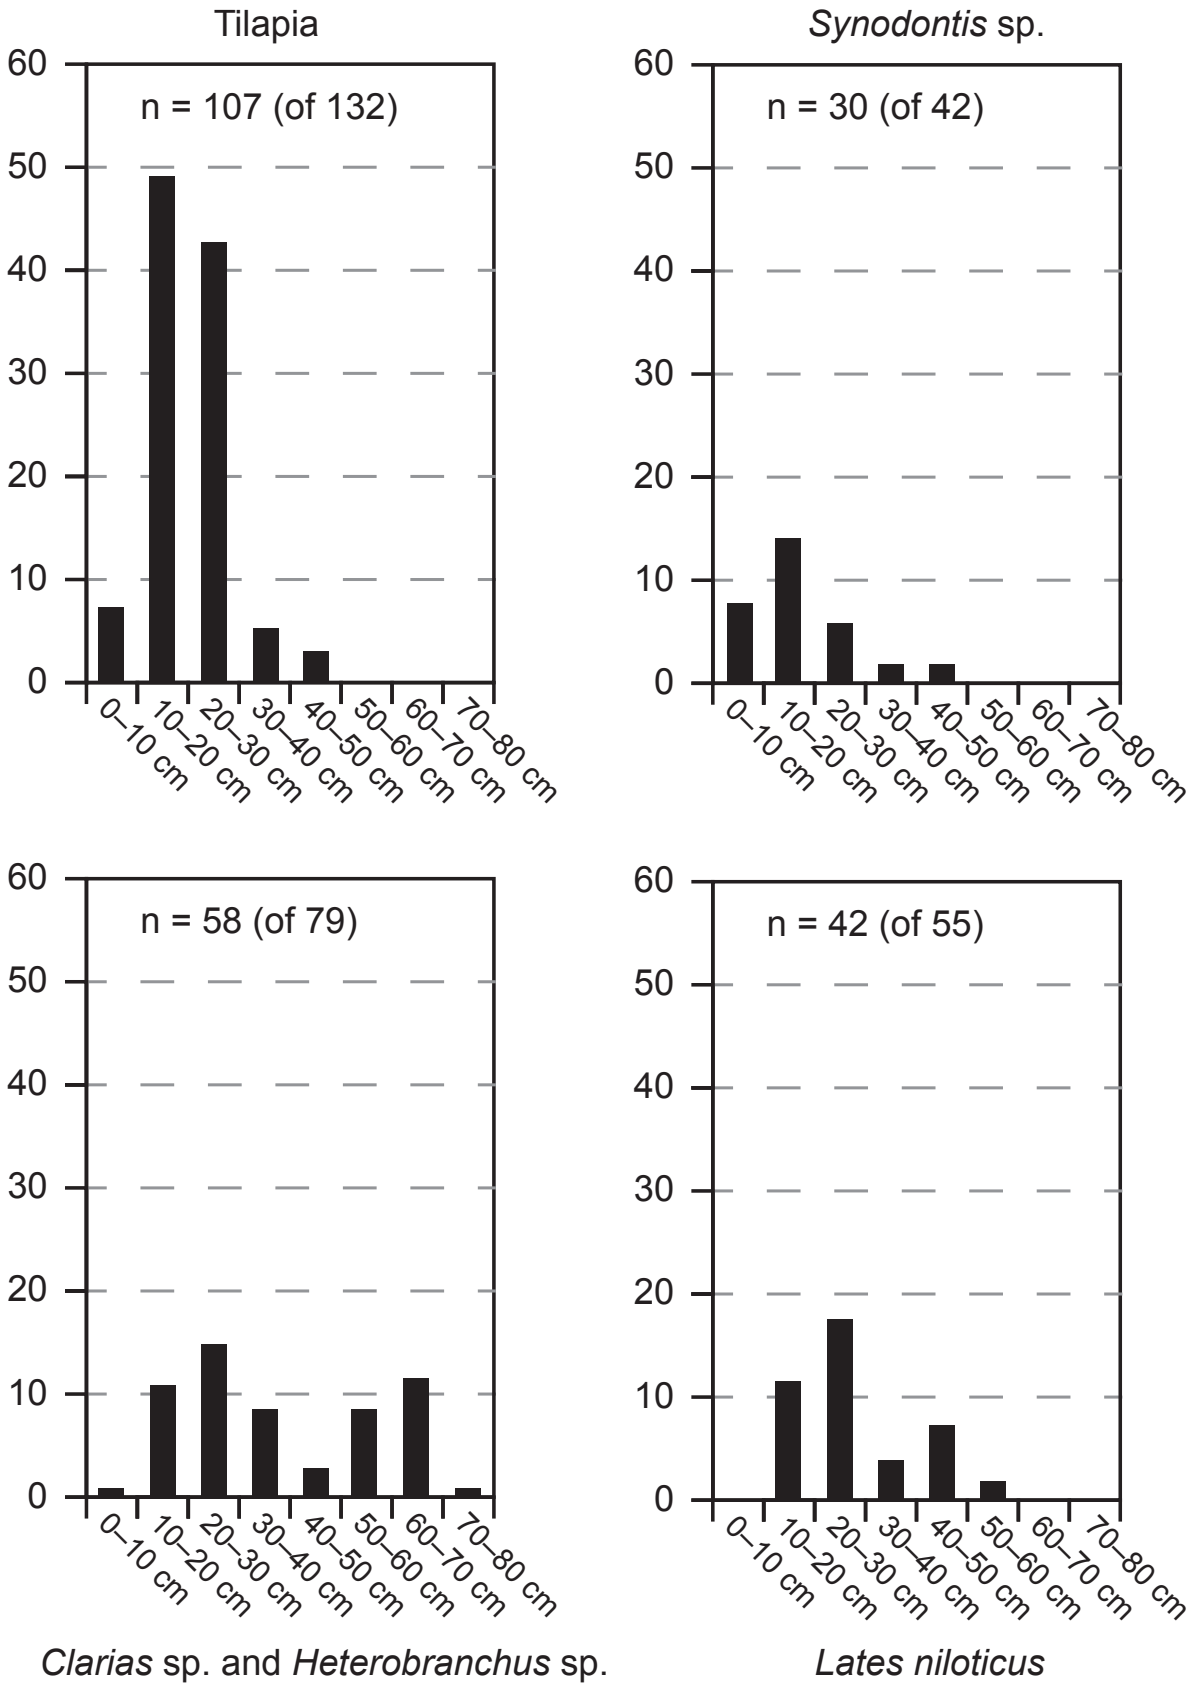 Tilapia
60
n = 107 (of 132)
50
40
30
20
10
0
0–10 cm
10–20 cm
20–30 cm
30–40 cm
40–50 cm
50–60 cm
60–70 cm
70–80 cm
Synodontis sp.
60
n = 30 (of 42)
50
40
30
20
10
0
0–10 cm
10–20 cm
20–30 cm
30–40 cm
40–50 cm
50–60 cm
60–70 cm
70–80 cm
60
n = 58 (of 79)
50
40
30
20
10
0
0–10 cm
10–20 cm
20–30 cm
30–40 cm
40–50 cm
50–60 cm
60–70 cm
70–80 cm
Clarias sp. and Heterobranchus sp.
60
n = 42 (of 55)
50
40
30
20
10
0
0–10 cm
10–20 cm
20–30 cm
30–40 cm
40–50 cm
50–60 cm
60–70 cm
70–80 cm
Lates niloticus